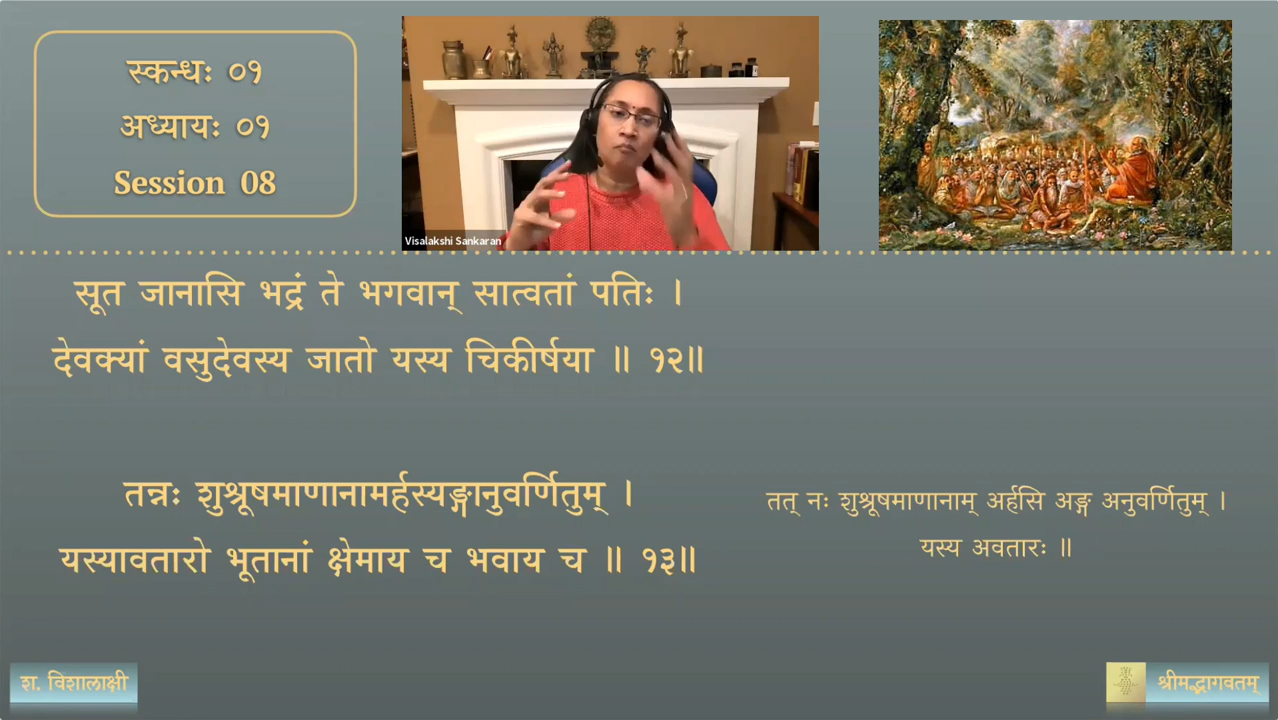 स्कन्धः ०१
अध्यायः ०१
Session 08
Visalakshi Sankaran
सूत जानासि भद्रं ते भगवान् सात्वतां पतिः ।
देवक्यां वसुदेवस्य जातो यस्य चिकीर्षया ॥ १२॥
तन्नः शुश्रूषमाणानामर्हस्यङ्गानुवर्णितुम् ।
यस्यावतारो भूतानां क्षेमाय च भवाय च ॥ १३॥
तत् नः शुश्रूषमाणानाम् अर्हसि अङ्ग अनुवर्णितुम् ।
यस्य अवतारः ॥
श. विशालाक्षी
श्रीमद्भागवतम्